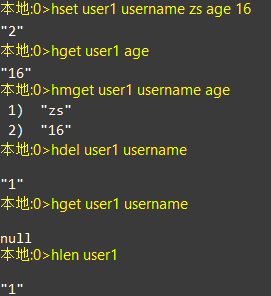 本地:0>hset user1 username zs age 16
"2"
本地:0>hget user1 age
"16"
本地:0>hmget user1 username age
1) "zs"
2) "16"
本地:0>hdel user1 username
"1"
本地:0>hget user1 username
null
本地:0>hlen user1
"1"